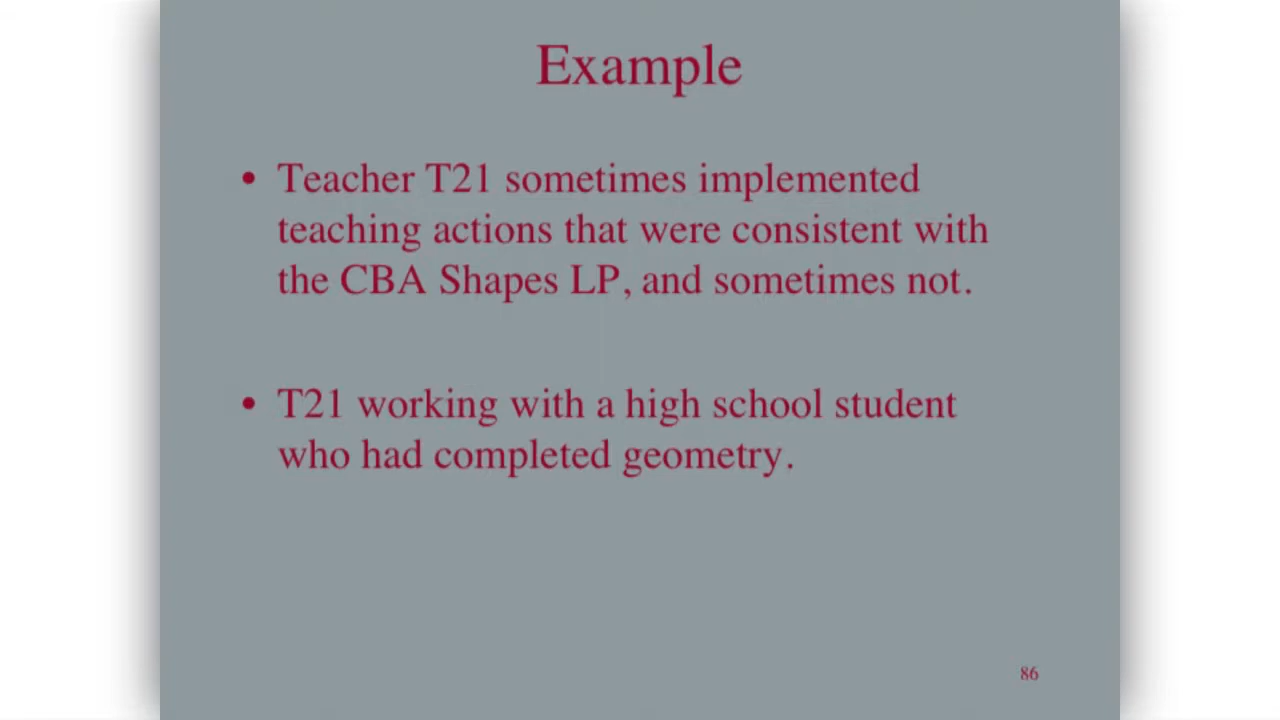 Example
• Teacher T21 sometimes implemented
teaching actions that were consistent with
the CBA Shapes LP, and sometimes not.
• T21 working with a high school student
who had completed geometry.
86